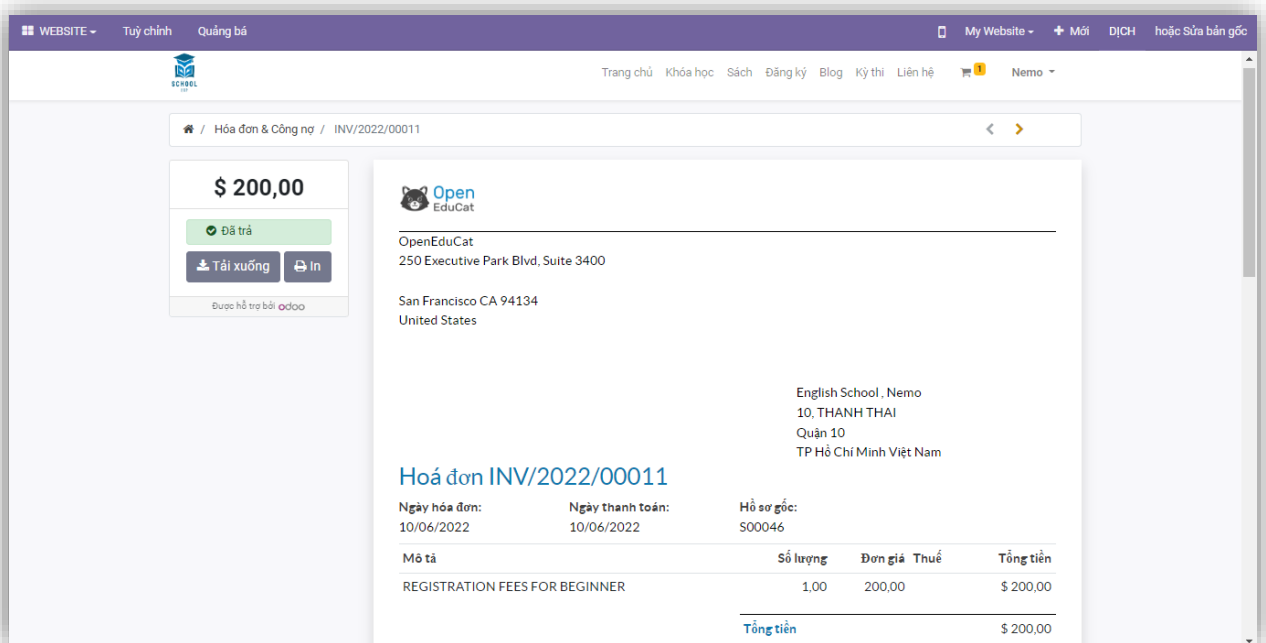 WEBSITE Tuỳ chỉnh Quảng bá My Website + Mới DỊCH hoặc Sửa bản gốc
SCHOOL
Trang chủ Khóa học Sách Đăng ký Blog Kỳ thi Liên hệ 1 Nemo
/ Hóa đơn & Công nợ / INV/2022/00011
$ 200,00
Đã trả
Tải xuống In
Được hỗ trợ bởi odoo
Open
EduCat
OpenEduCat
250 Executive Park Blvd, Suite 3400
San Francisco CA 94134
United States
English School , Nemo
10, THANH THAI
Quận 10
TP Hồ Chí Minh Việt Nam
Hoá đơn INV/2022/00011
Ngày hóa đơn: Ngày thanh toán: Hồ sơ gốc:
10/06/2022 10/06/2022 S00046
Mô tả Số lượng Đơn giá Thuế Tổng tiền
REGISTRATION FEES FOR BEGINNER 1,00 200,00 $ 200,00
Tổng tiền $ 200,00